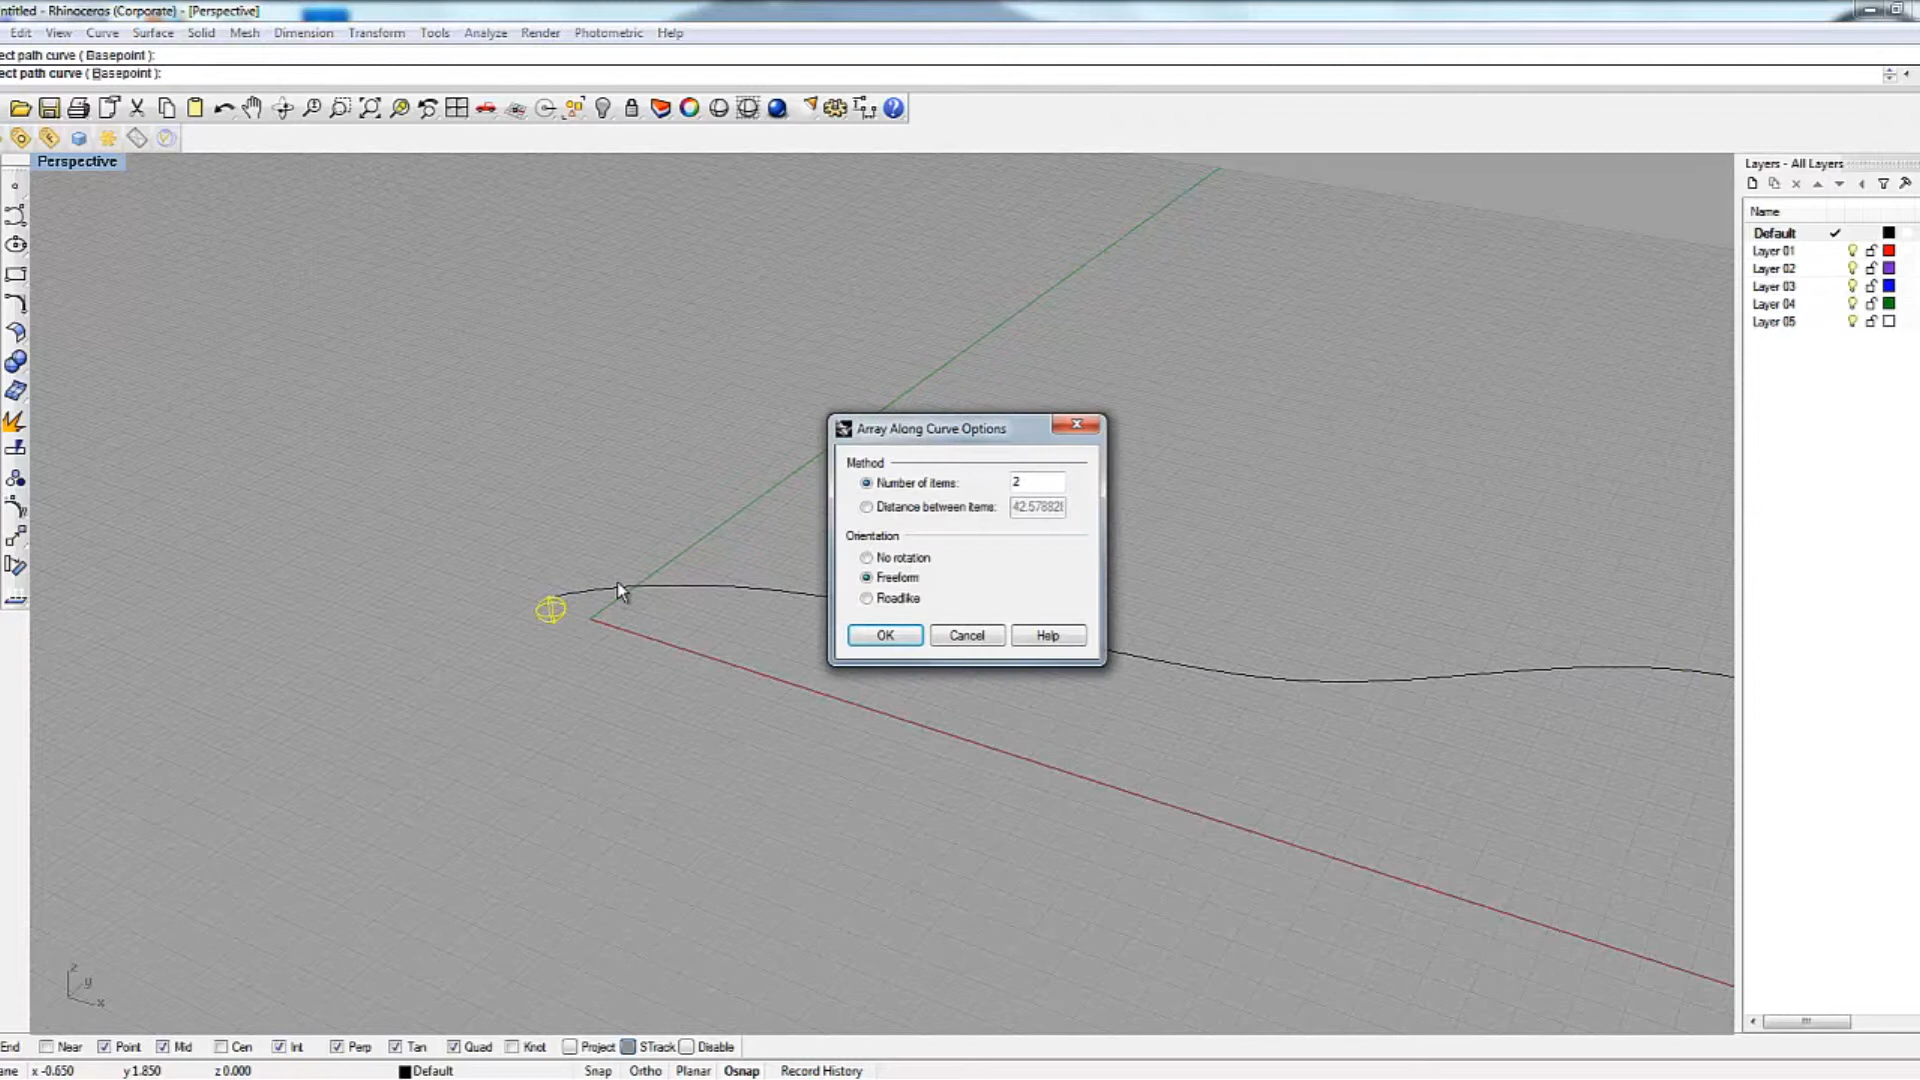 ntitled - Rhinoceros (Corporate) - [Perspective]
Edit View Curve Surface Solid Mesh Dimension Transform Tools Analyze Render Photometric Help
ect path curve ( Basepoint ):
ect path curve ( Basepoint ):
Perspective
Layers - All Layers
Name
Default
Layer 01
Layer 02
Layer 03
Layer 04
Layer 05
Array Along Curve Options
Method
Number of items: 2
Distance between items: 42.578828
Orientation
No rotation
Freeform
Roadlike
OK Cancel Help
z
y
x
End Near Point Mid Cen Int Perp Tan Quad Knot Project STrack Disable
ane x -0.650 y 1.850 z 0.000 Default Snap Ortho Planar Osnap Record History